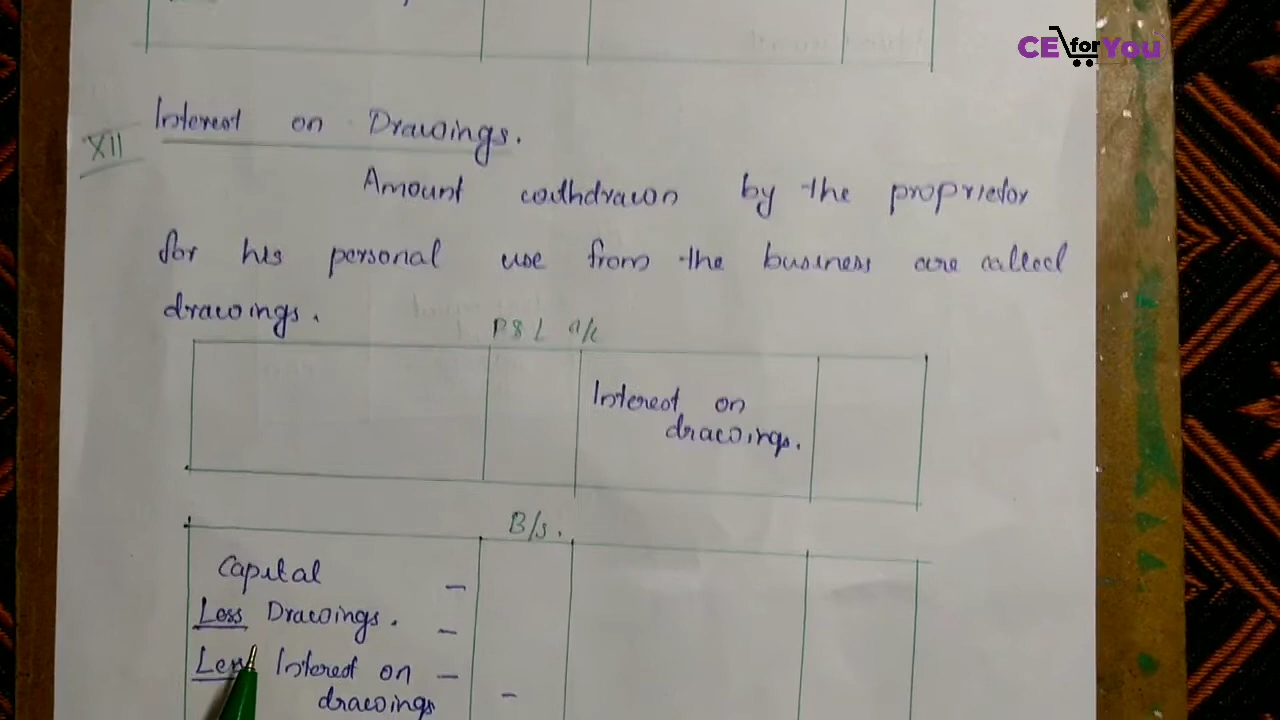 CE for You
XII
Interest on Drawings.
Amount withdrawn by the proprietor
for his personal use from the business are called
drawings.
P&L a/c
Interest on
drawings.
B/s.
Capital -
Less Drawings. -
Less Interest on -
drawings -